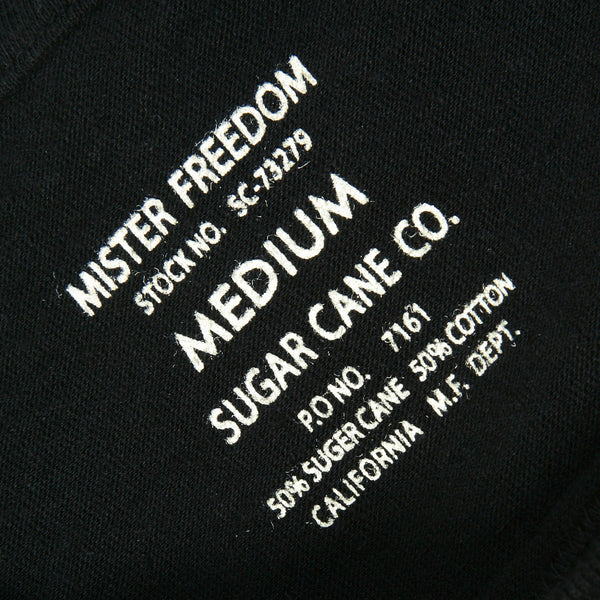 MISTER FREEDOM
STOCK NO. SC-73279
MEDIUM
SUGAR CANE CO.
P.O NO. 7161
50% SUGER CANE 50% COTTON
CALIFORNIA M.F. DEPT.